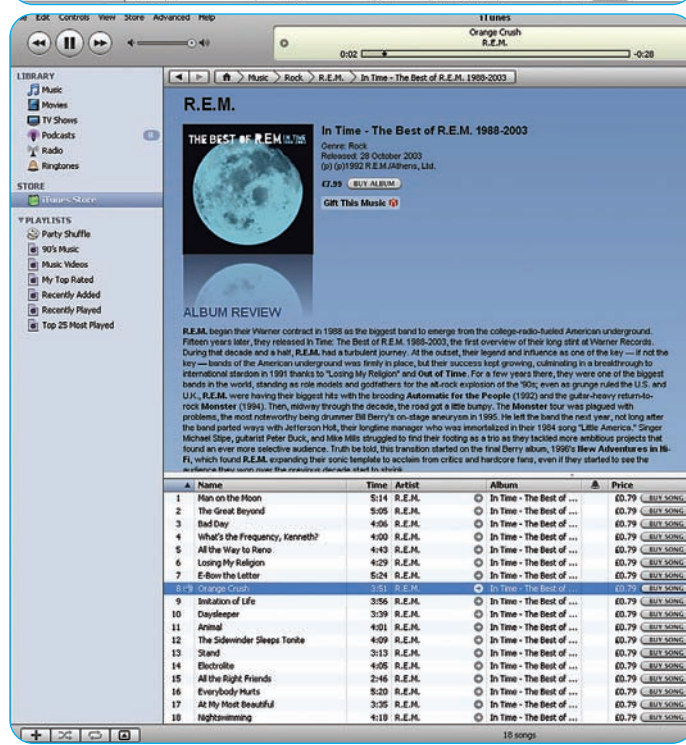 File Edit Controls View Store Advanced Help
iTunes
Orange Crush
R.E.M.
0:02
-0:28
LIBRARY
Music
Movies
TV Shows
Podcasts
8
Radio
Ringtones
STORE
iTunes Store
PLAYLISTS
Party Shuffle
90's Music
Music Videos
My Top Rated
Recently Added
Recently Played
Top 25 Most Played
Music Rock R.E.M. In Time - The Best of R.E.M. 1988-2003
R.E.M.
THE BEST OF R.E.M. IN TIME
1988-2003
In Time - The Best of R.E.M. 1988-2003
Genre: Rock
Released: 28 October 2003
(p) (p)1992 R.E.M./Athens, Ltd.
£7.99 BUY ALBUM
Gift This Music
ALBUM REVIEW
R.E.M. began their Warner contract in 1988 as the biggest band to emerge from the college-radio-fueled American underground.
Fifteen years later, they released In Time: The Best of R.E.M. 1988-2003, the first overview of their long stint at Warner Records.
During that decade and a half, R.E.M. had a turbulent journey. At the outset, their legend and influence as one of the key — if not the
key — bands of the American underground was firmly in place, but their success kept growing, culminating in a breakthrough to
international stardom in 1991 thanks to "Losing My Religion" and Out of Time. For a few years there, they were one of the biggest
bands in the world, standing as role models and godfathers for the alt-rock explosion of the '90s; even as grunge ruled the U.S. and
U.K., R.E.M. were having their biggest hits with the brooding Automatic for the People (1992) and the guitar-heavy return-to-
rock Monster (1994). Then, midway through the decade, the road got a little bumpy. The Monster tour was plagued with
problems, the most noteworthy being drummer Bill Berry's on-stage aneurysm in 1995. He left the band the next year, not long after
the band parted ways with Jefferson Holt, their longtime manager who was immortalized in their 1984 song "Little America." Singer
Michael Stipe, guitarist Peter Buck, and Mike Mills struggled to find their footing as a trio as they tackled more ambitious projects that
found an ever more selective audience. Truth be told, this transition started on the final Berry album, 1996's New Adventures in Hi-
Fi, which found R.E.M. expanding their sonic template to acclaim from critics and hardcore fans, even if they started to see the
audience they won over the previous decade start to shrink
Name Time Artist Album Price
1 Man on the Moon 5:14 R.E.M. In Time - The Best of ... £0.79 BUY SONG
2 The Great Beyond 5:05 R.E.M. In Time - The Best of ... £0.79 BUY SONG
3 Bad Day 4:06 R.E.M. In Time - The Best of ... £0.79 BUY SONG
4 What's the Frequency, Kenneth? 4:00 R.E.M. In Time - The Best of ... £0.79 BUY SONG
5 All the Way to Reno 4:43 R.E.M. In Time - The Best of ... £0.79 BUY SONG
6 Losing My Religion 4:29 R.E.M. In Time - The Best of ... £0.79 BUY SONG
7 E-Bow the Letter 5:24 R.E.M. In Time - The Best of ... £0.79 BUY SONG
8 Orange Crush 3:51 R.E.M. In Time - The Best of ... £0.79 BUY SONG
9 Imitation of Life 3:56 R.E.M. In Time - The Best of ... £0.79 BUY SONG
10 Daysleeper 3:39 R.E.M. In Time - The Best of ... £0.79 BUY SONG
11 Animal 4:01 R.E.M. In Time - The Best of ... £0.79 BUY SONG
12 The Sidewinder Sleeps Tonite 4:09 R.E.M. In Time - The Best of ... £0.79 BUY SONG
13 Stand 3:13 R.E.M. In Time - The Best of ... £0.79 BUY SONG
14 Electrolite 4:05 R.E.M. In Time - The Best of ... £0.79 BUY SONG
15 All the Right Friends 2:46 R.E.M. In Time - The Best of ... £0.79 BUY SONG
16 Everybody Hurts 5:20 R.E.M. In Time - The Best of ... £0.79 BUY SONG
17 At My Most Beautiful 3:35 R.E.M. In Time - The Best of ... £0.79 BUY SONG
18 Nightswimming 4:18 R.E.M. In Time - The Best of ... £0.79 BUY SONG
18 songs